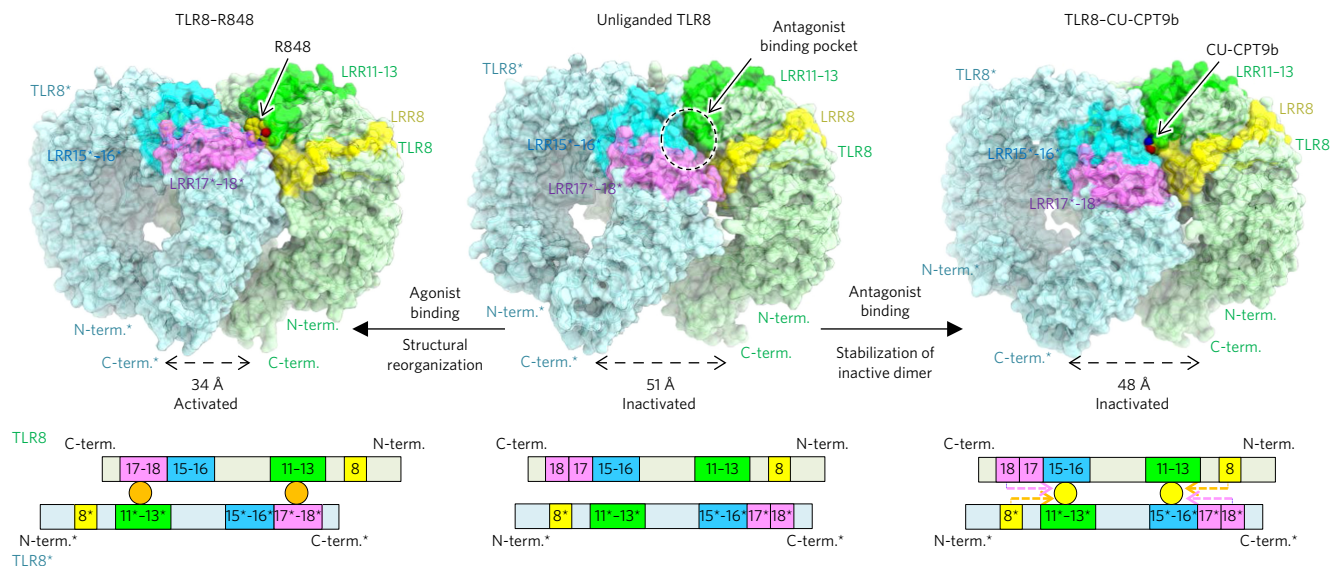 TLR8–R848
R848
LRR11–13
TLR8*
LRR8
LRR15*–16*
TLR8
LRR17*–18*
N-term.*
N-term.
C-term.*
C-term.
34 Å
Activated
Agonist
binding
Structural
reorganization
Unliganded TLR8
Antagonist
binding pocket
TLR8*
LRR11–13
LRR8
LRR15*–16*
TLR8
LRR17*–18*
N-term.*
N-term.
C-term.*
C-term.
51 Å
Inactivated
Antagonist
binding
Stabilization of
inactive dimer
TLR8–CU-CPT9b
CU-CPT9b
TLR8*
LRR11–13
LRR8
LRR15*–16*
TLR8
LRR17*–18*
N-term.*
N-term.
C-term.*
C-term.
48 Å
Inactivated
TLR8
C-term.
N-term.
17-18
15-16
11–13
8
8*
11*–13*
15*-16*
17*-18*
N-term.*
C-term.*
TLR8*
C-term.
N-term.
18
17
15-16
11–13
8
8*
11*–13*
15*-16*
17*
18*
N-term.*
C-term.*
C-term.
N-term.
18
17
15-16
11–13
8
8*
11*–13*
15*-16*
17*
18*
N-term.*
C-term.*